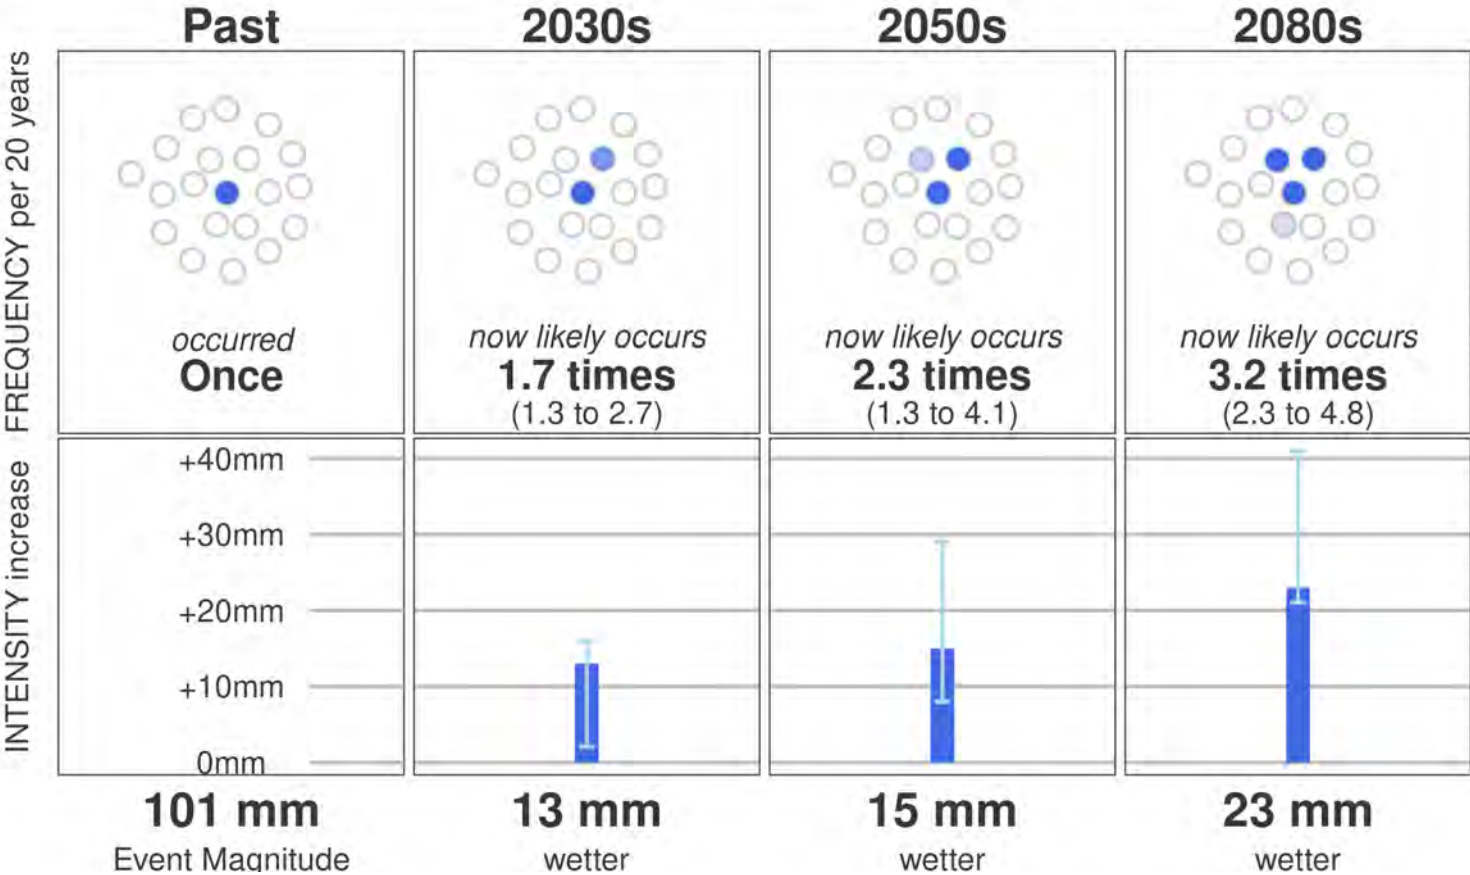 Past
2030s
2050s
2080s
FREQUENCY per 20 years
occurred
Once
now likely occurs
1.7 times
(1.3 to 2.7)
now likely occurs
2.3 times
(1.3 to 4.1)
now likely occurs
3.2 times
(2.3 to 4.8)
INTENSITY increase
+40mm
+30mm
+20mm
+10mm
0mm
101 mm
Event Magnitude
13 mm
wetter
15 mm
wetter
23 mm
wetter